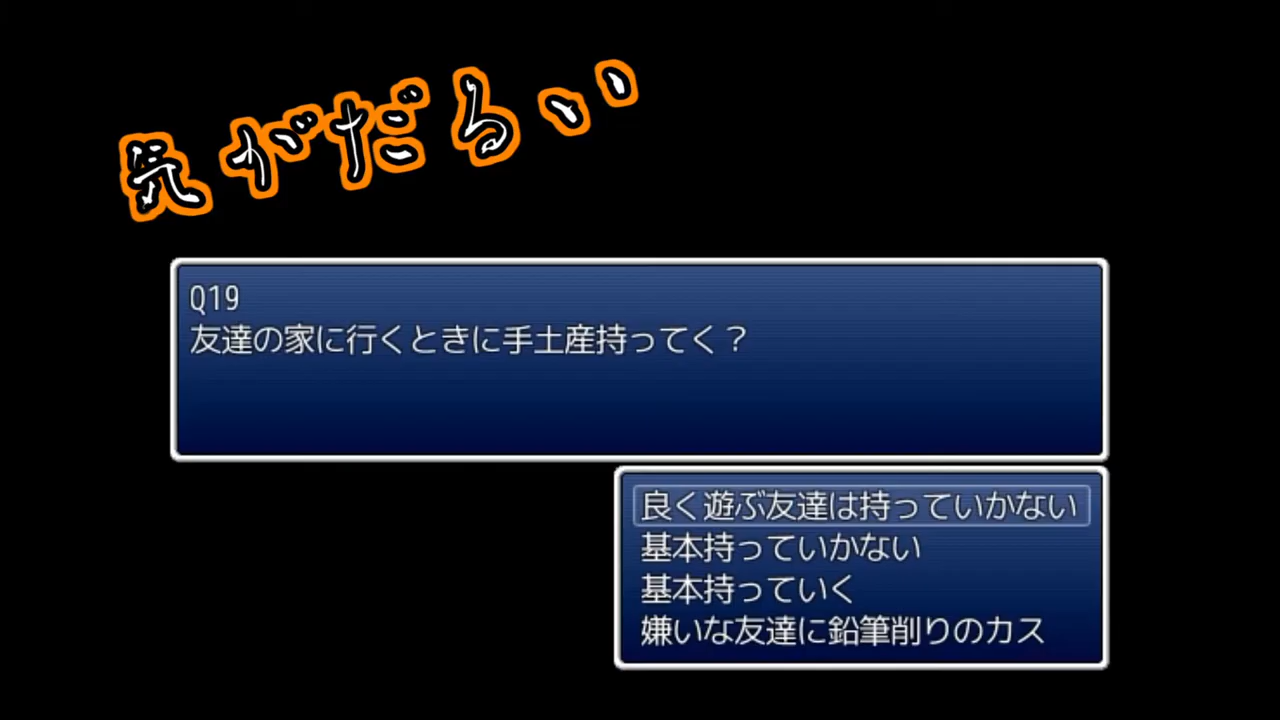 気がだるい
Q19
友達の家に行くときに手土産持ってく？
良く遊ぶ友達は持っていかない
基本持っていかない
基本持っていく
嫌いな友達に鉛筆削りのカス